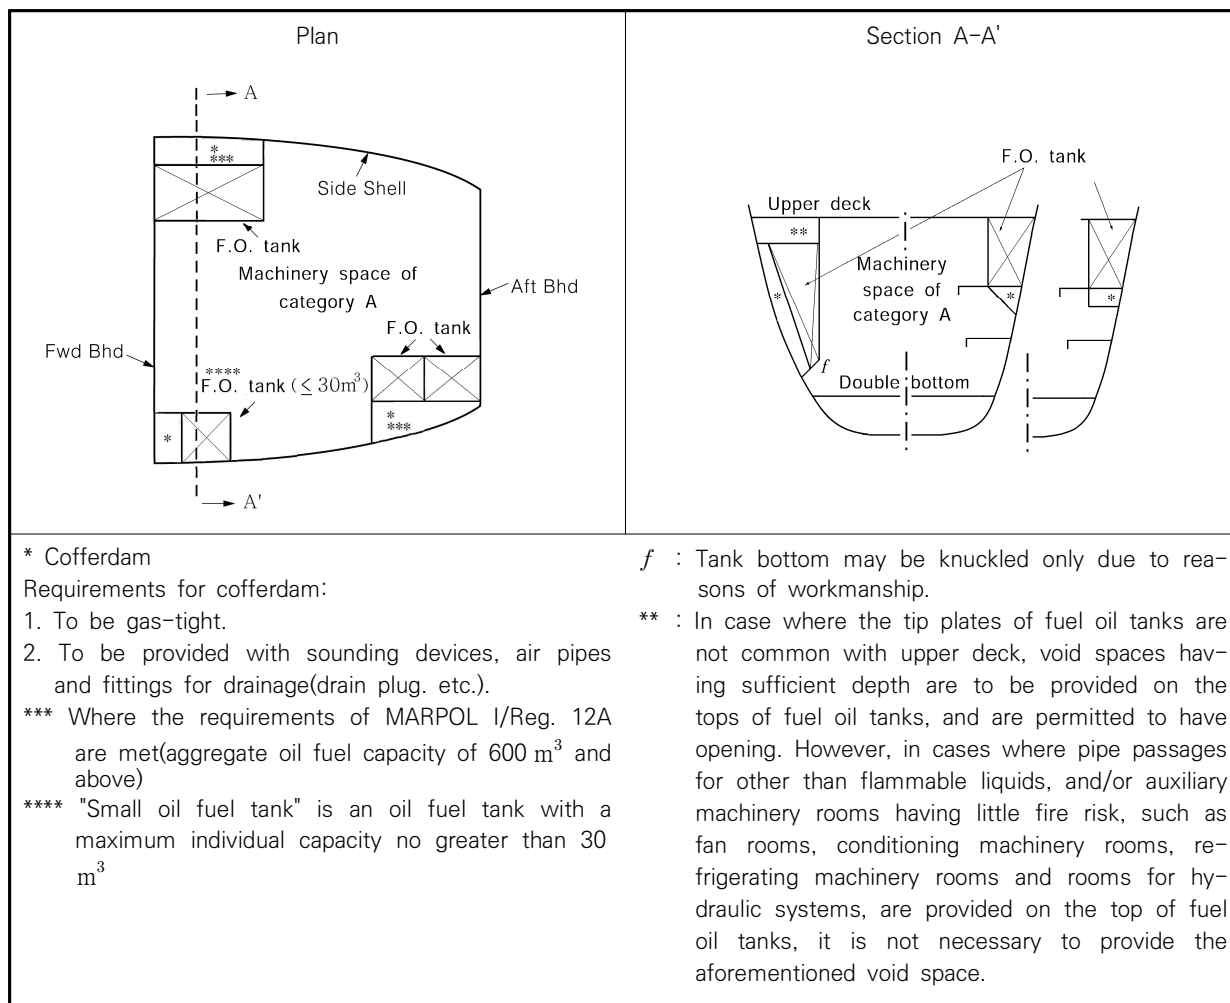 Plan
Section A-A'
A
*
***
Side Shell
F.O. tank
Machinery space of
category A
Aft Bhd
F.O. tank
Fwd Bhd
****
F.O. tank (≤ 30m³)
*
***
*
A'
F.O. tank
Upper deck
**
Machinery
space of
category A
*
*
*
f
Double bottom
* Cofferdam
Requirements for cofferdam:
1. To be gas-tight.
2. To be provided with sounding devices, air pipes
and fittings for drainage(drain plug. etc.).
*** Where the requirements of MARPOL I/Reg. 12A
are met(aggregate oil fuel capacity of 600 m³ and
above)
**** "Small oil fuel tank" is an oil fuel tank with a
maximum individual capacity no greater than 30
m³
f : Tank bottom may be knuckled only due to rea-
sons of workmanship.
** : In case where the tip plates of fuel oil tanks are
not common with upper deck, void spaces hav-
ing sufficient depth are to be provided on the
tops of fuel oil tanks, and are permitted to have
opening. However, in cases where pipe passages
for other than flammable liquids, and/or auxiliary
machinery rooms having little fire risk, such as
fan rooms, conditioning machinery rooms, re-
frigerating machinery rooms and rooms for hy-
draulic systems, are provided on the top of fuel
oil tanks, it is not necessary to provide the
aforementioned void space.